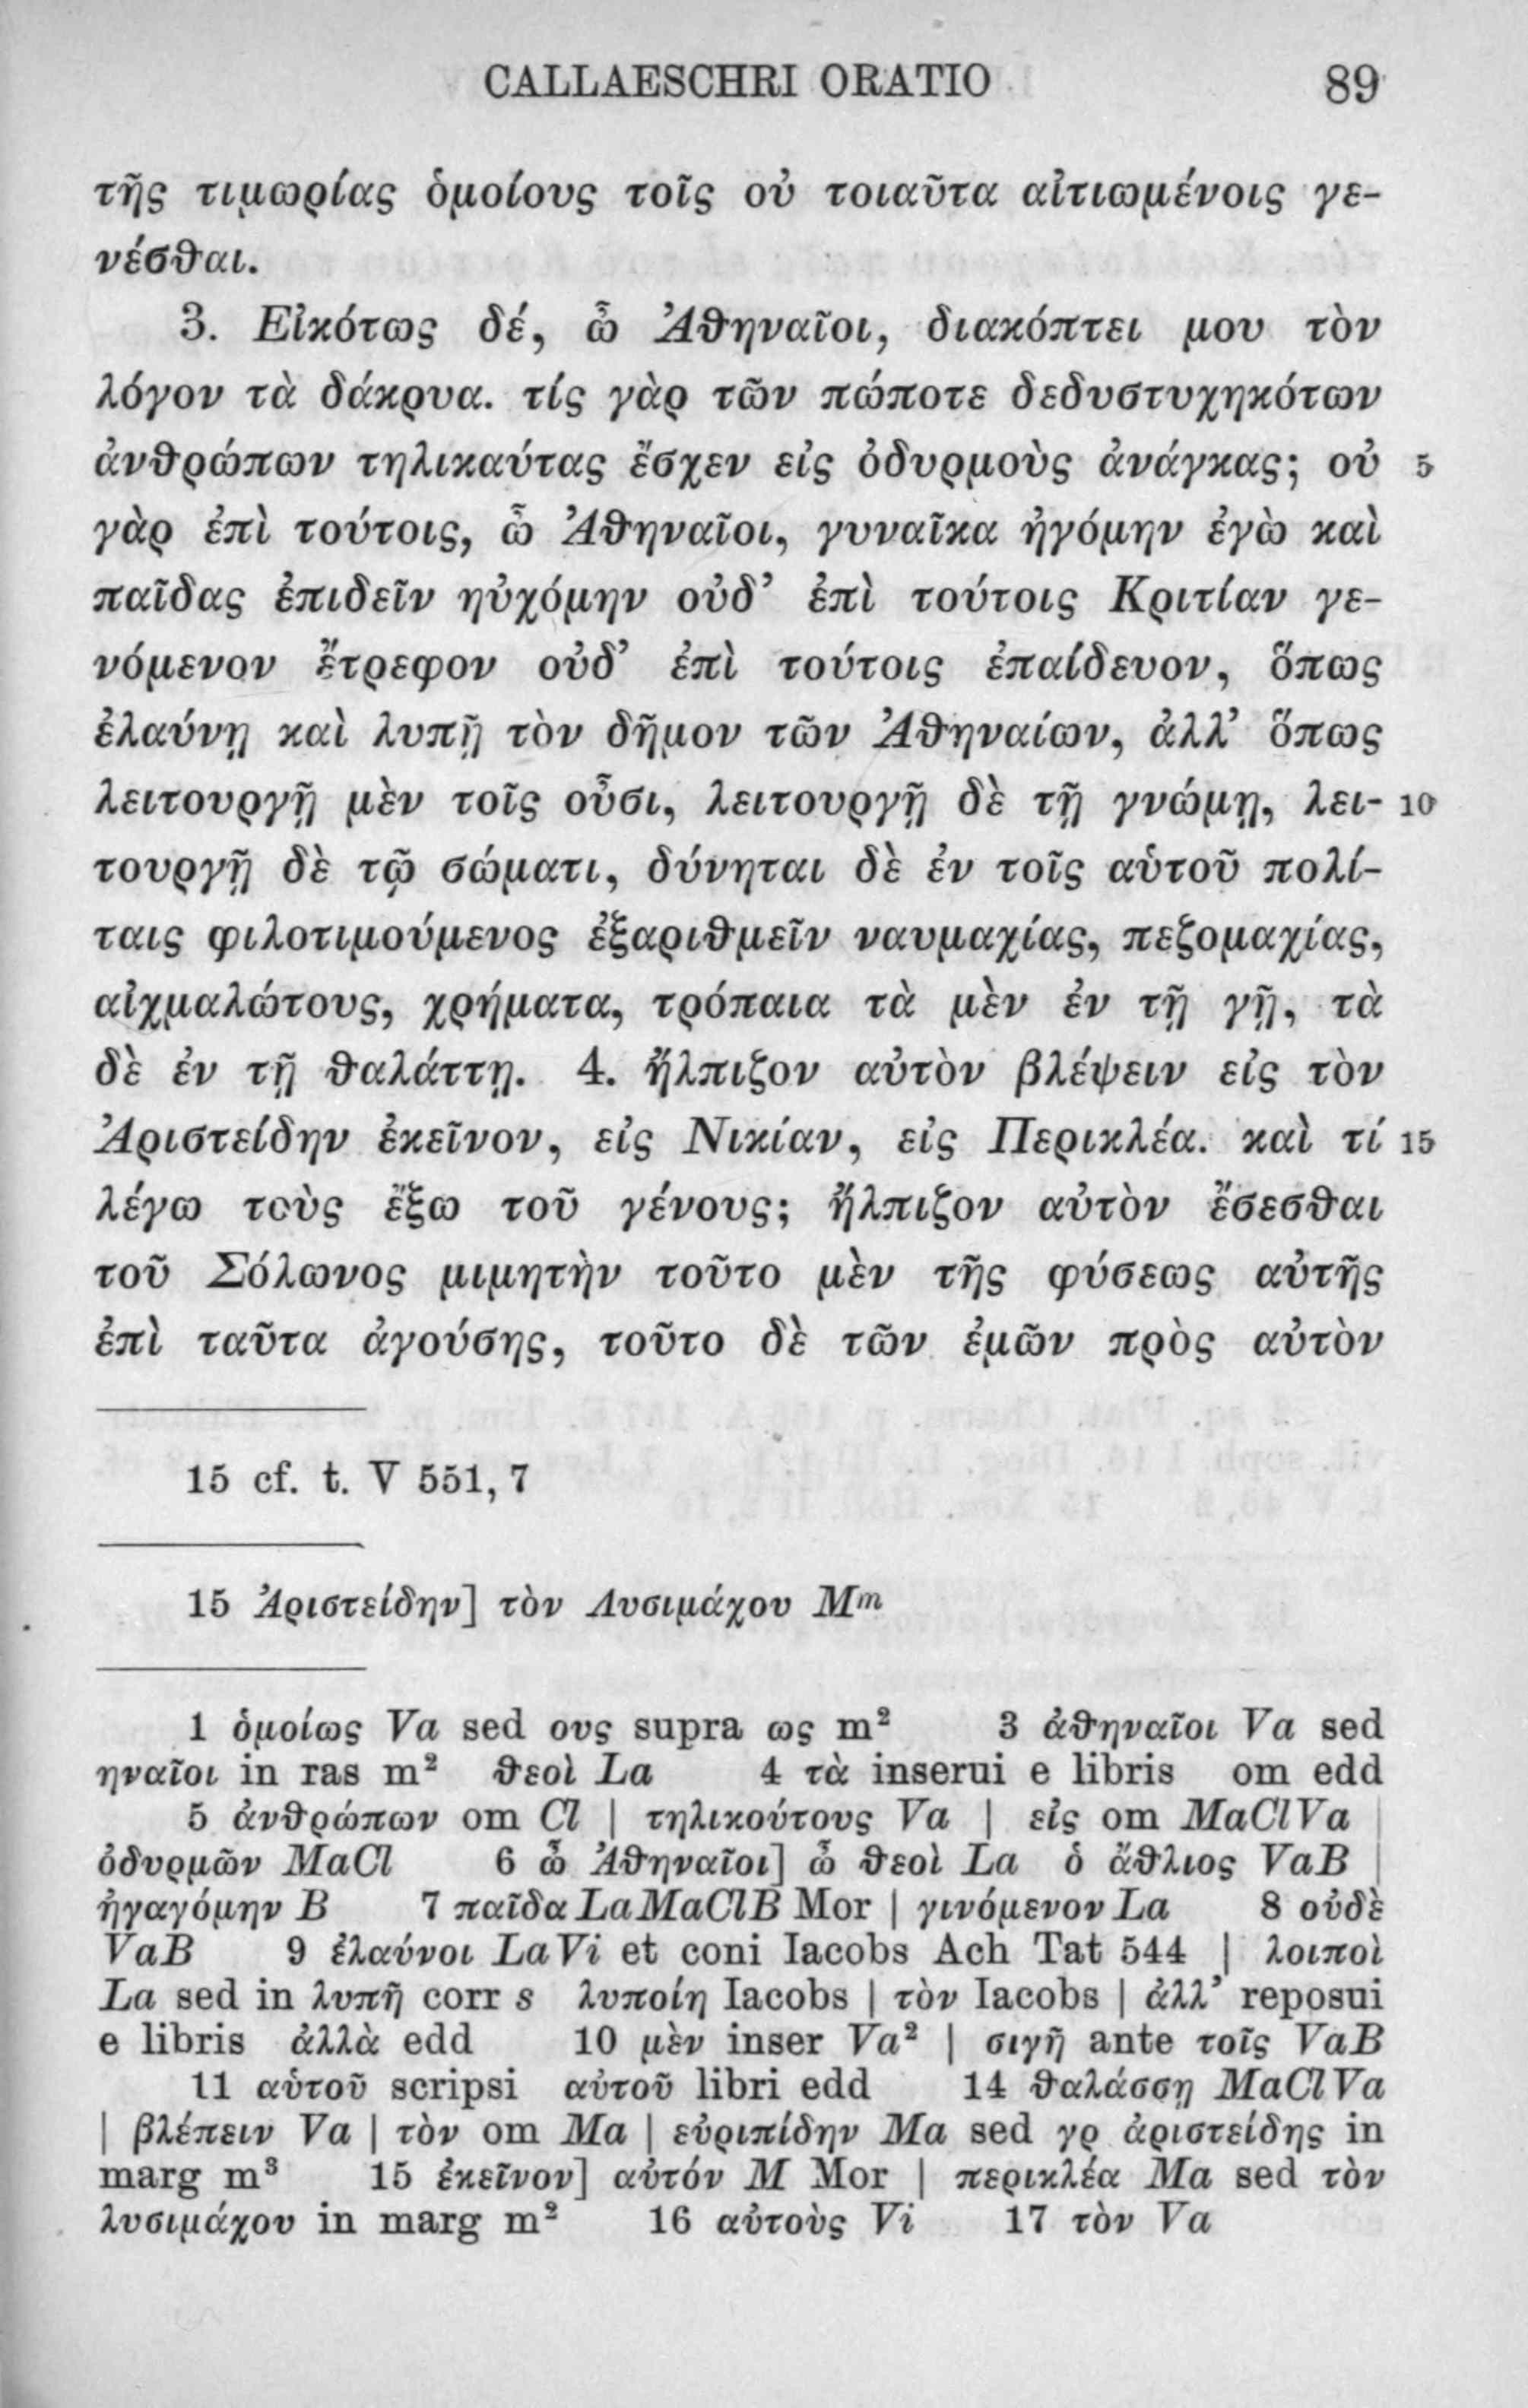 CALLAESCHRI ORATIO 89
τῆς τιμωρίας ὁμοίους τοῖς οὐ τοιαῦτα αἰτιωμένοις γε-
νέσθαι.
3. Εἰκότως δέ, ὦ Ἀθηναῖοι, διακόπτει μου τὸν
λόγον τὰ δάκρυα. τίς γὰρ τῶν πώποτε δεδυστυχηκότων
ἀνθρώπων τηλικαύτας ἔσχεν εἰς ὀδυρμοὺς ἀνάγκας; οὐ 5
γὰρ ἐπὶ τούτοις, ὦ Ἀθηναῖοι, γυναῖκα ἠγόμην ἐγὼ καὶ
παῖδας ἐπιδεῖν ηὐχόμην οὐδ’ ἐπὶ τούτοις Κριτίαν γε-
νόμενον ἔτρεφον οὐδ’ ἐπὶ τούτοις ἐπαίδευον, ὅπως
ἐλαύνῃ καὶ λυπῇ τὸν δῆμον τῶν Ἀθηναίων, ἀλλ’ ὅπως
λειτουργῇ μὲν τοῖς οὖσι, λειτουργῇ δὲ τῇ γνώμῃ, λει- 10
τουργῇ δὲ τῷ σώματι, δύνηται δὲ ἐν τοῖς αὑτοῦ πολί-
ταις φιλοτιμούμενος ἐξαριθμεῖν ναυμαχίας, πεζομαχίας,
αἰχμαλώτους, χρήματα, τρόπαια τὰ μὲν ἐν τῇ γῇ, τὰ
δὲ ἐν τῇ θαλάττῃ. 4. ἤλπιζον αὐτὸν βλέψειν εἰς τὸν
Ἀριστείδην ἐκεῖνον, εἰς Νικίαν, εἰς Περικλέα. καὶ τί 15
λέγω τοὺς ἔξω τοῦ γένους; ἤλπιζον αὐτὸν ἔσεσθαι
τοῦ Σόλωνος μιμητὴν τοῦτο μὲν τῆς φύσεως αὐτῆς
ἐπὶ ταῦτα ἀγούσης, τοῦτο δὲ τῶν ἐμῶν πρὸς αὐτὸν
15 cf. t. V 551, 7
15 Ἀριστείδην] τὸν Λυσιμάχου Mᵐ
1 ὁμοίως Va sed ους supra ως m² 3 ἀθηναῖοι Va sed
ηναῖοι in ras m² θεοὶ La 4 τὰ inserui e libris om edd
5 ἀνθρώπων om Cl | τηλικούτους Va | εἰς om MaClVa |
ὀδυρμῶν MaCl 6 ὦ Ἀθηναῖοι] ὦ θεοὶ La ὁ ἄθλιος VaB |
ἠγαγόμην B 7 παῖδα LaMaClB Mor | γινόμενον La 8 οὐδὲ
VaB 9 ἐλαύνοι LaVi et coni Iacobs Ach Tat 544 | λοιποὶ
La sed in λυπῆ corr s λυποίη Iacobs | τὸν Iacobs | ἀλλ’ reposui
e libris ἀλλὰ edd 10 μὲν inser Va² | σιγῇ ante τοῖς VaB
11 αὑτοῦ scripsi αὐτοῦ libri edd 14 θαλάσσῃ MaClVa
| βλέπειν Va | τὸν om Ma | εὐριπίδην Ma sed γρ ἀριστείδης in
marg m³ 15 ἐκεῖνον] αὐτόν M Mor | περικλέα Ma sed τὸν
λυσιμάχου in marg m² 16 αὐτοὺς Vi 17 τὸν Va